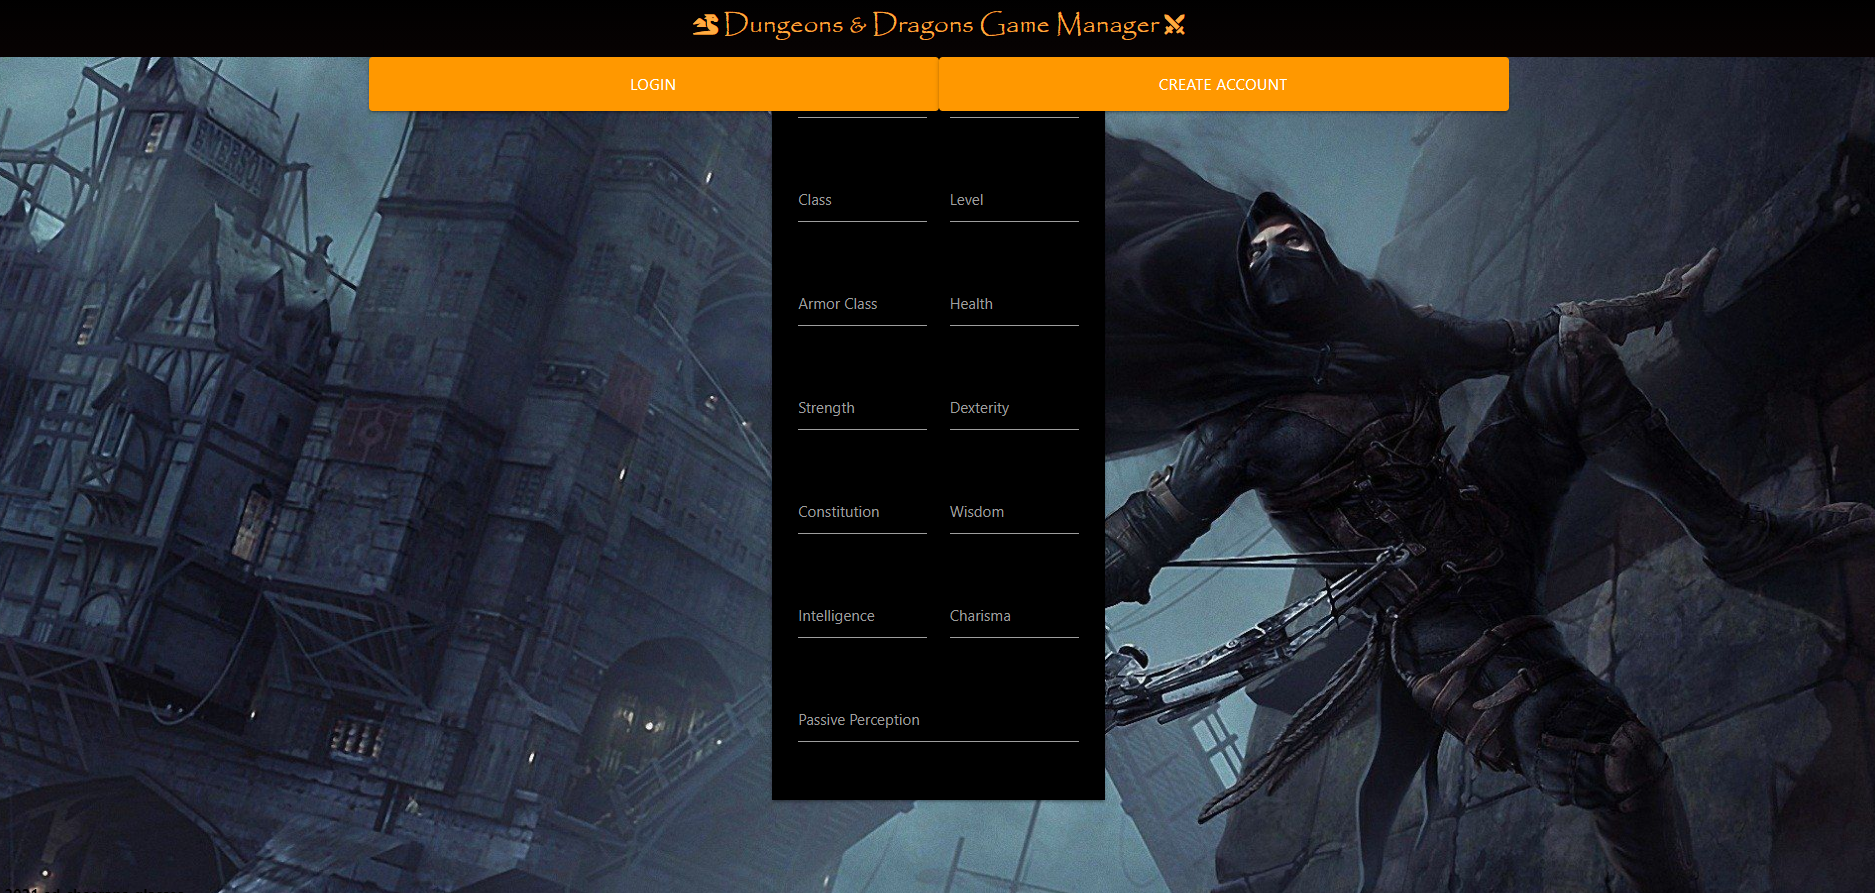 Dungeons & Dragons Game Manager
LOGIN CREATE ACCOUNT
Class Level
Armor Class Health
Strength Dexterity
Constitution Wisdom
Intelligence Charisma
Passive Perception